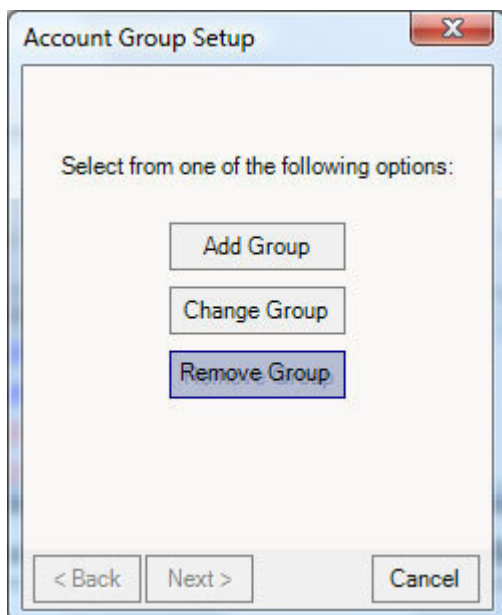 Account Group Setup
Select from one of the following options:
Add Group
Change Group
Remove Group
< Back Next > Cancel